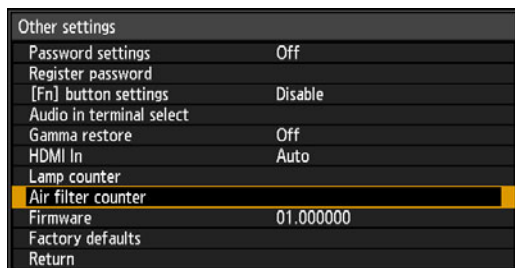 Other settings
Password settings Off
Register password
[Fn] button settings Disable
Audio in terminal select
Gamma restore Off
HDMI In Auto
Lamp counter
Air filter counter
Firmware 01.000000
Factory defaults
Return